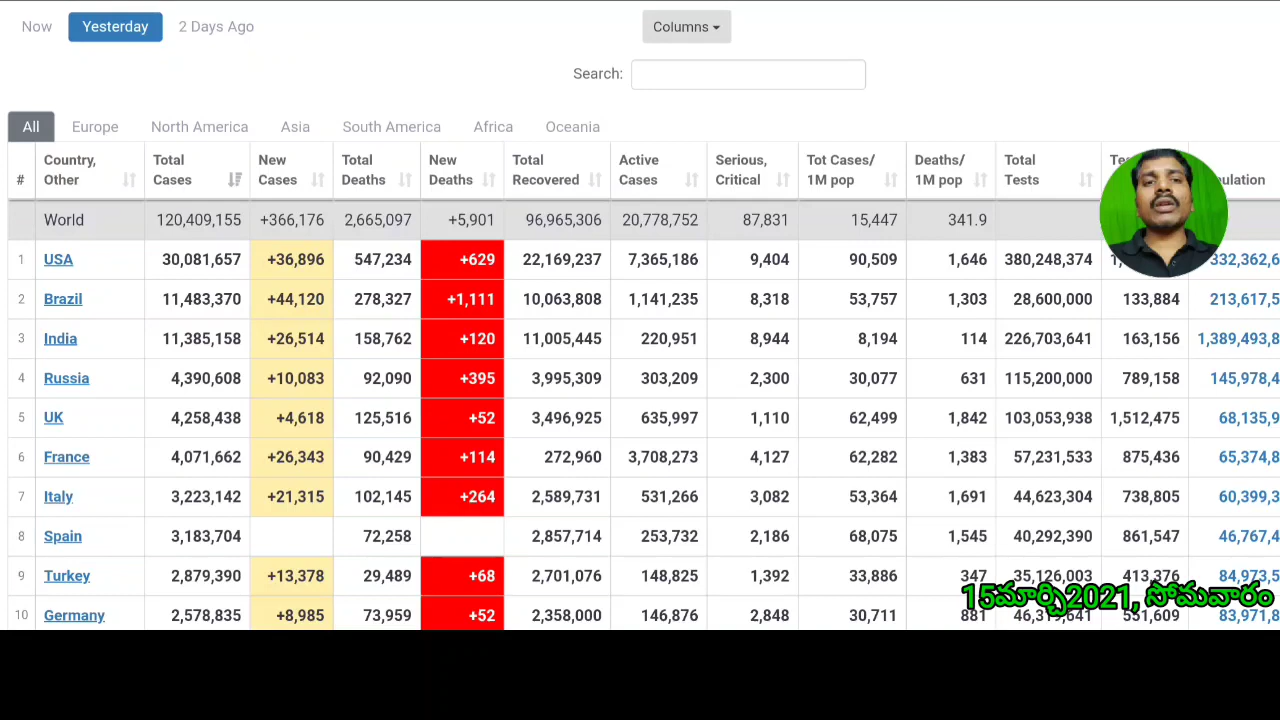 Now Yesterday 2 Days Ago Columns
Search:
All Europe North America Asia South America Africa Oceania
# Country, Other Total Cases New Cases Total Deaths New Deaths Total Recovered Active Cases Serious, Critical Tot Cases/ 1M pop Deaths/ 1M pop Total Tests
World 120,409,155 +366,176 2,665,097 +5,901 96,965,306 20,778,752 87,831 15,447 341.9
1 USA 30,081,657 +36,896 547,234 +629 22,169,237 7,365,186 9,404 90,509 1,646 380,248,374 332,362,6
2 Brazil 11,483,370 +44,120 278,327 +1,111 10,063,808 1,141,235 8,318 53,757 1,303 28,600,000 133,884 213,617,5
3 India 11,385,158 +26,514 158,762 +120 11,005,445 220,951 8,944 8,194 114 226,703,641 163,156 1,389,493,8
4 Russia 4,390,608 +10,083 92,090 +395 3,995,309 303,209 2,300 30,077 631 115,200,000 789,158 145,978,4
5 UK 4,258,438 +4,618 125,516 +52 3,496,925 635,997 1,110 62,499 1,842 103,053,938 1,512,475 68,135,9
6 France 4,071,662 +26,343 90,429 +114 272,960 3,708,273 4,127 62,282 1,383 57,231,533 875,436 65,374,8
7 Italy 3,223,142 +21,315 102,145 +264 2,589,731 531,266 3,082 53,364 1,691 44,623,304 738,805 60,399,3
8 Spain 3,183,704 72,258 2,857,714 253,732 2,186 68,075 1,545 40,292,390 861,547 46,767,4
9 Turkey 2,879,390 +13,378 29,489 +68 2,701,076 148,825 1,392 33,886 347 35,126,003 413,376 84,973,5
15మార్చి2021, సోమవారం
10 Germany 2,578,835 +8,985 73,959 +52 2,358,000 146,876 2,848 30,711 881 46,319,641 551,609 83,971,8